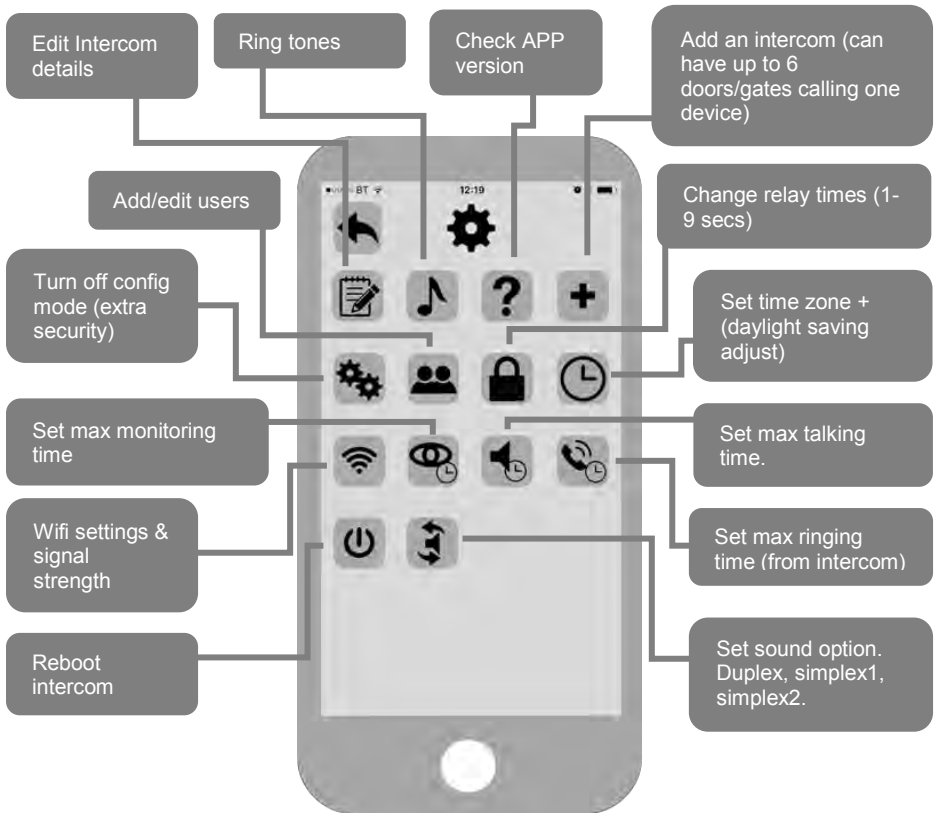 Edit Intercom
details
Ring tones
Check APP
version
Add an intercom (can
have up to 6
doors/gates calling one
device)
Add/edit users
BT
12:19
Change relay times (1-
9 secs)
Turn off config
mode (extra
security)
?
+
Set time zone +
(daylight saving
adjust)
Set max monitoring
time
Set max talking
time.
Wifi settings &
signal
strength
Set max ringing
time (from intercom)
Reboot
intercom
Set sound option.
Duplex, simplex1,
simplex2.